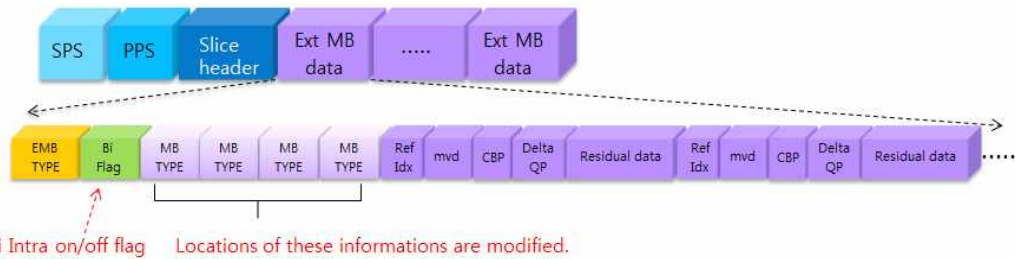 SPS PPS Slice header Ext MB data ..... Ext MB data
EMB TYPE Bi Flag MB TYPE MB TYPE MB TYPE MB TYPE Ref Idx mvd CBP Delta QP Residual data Ref Idx mvd CBP Delta QP Residual data .....
i Intra on/off flag Locations of these informations are modified.